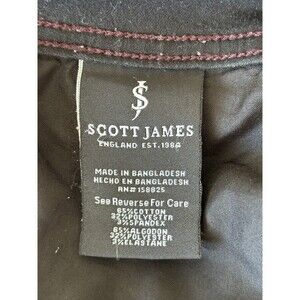 SCOTT JAMES
ENGLAND EST. 1984
MADE IN BANGLADESH
HECHO EN BANGLADESH
RN# 158825
See Reverse For Care
65%COTTON
32%POLYESTER
3%SPANDEX
65%ALGODON
32%POLYESTER
3%ELASTANE